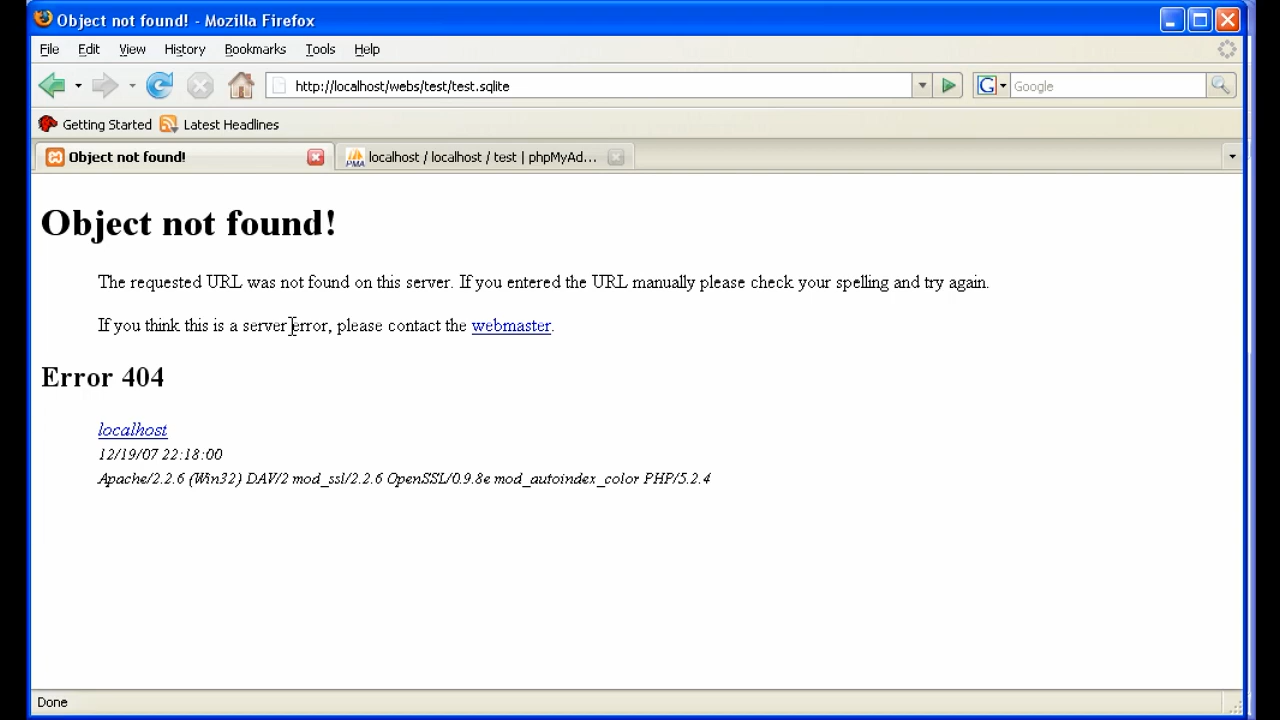 Object not found! - Mozilla Firefox
File Edit View History Bookmarks Tools Help
http://localhost/webs/test/test.sqlite
G Google
Getting Started Latest Headlines
Object not found! PMA localhost / localhost / test | phpMyAd...
Object not found!
The requested URL was not found on this server. If you entered the URL manually please check your spelling and try again.
If you think this is a server error, please contact the webmaster.
Error 404
localhost
12/19/07 22:18:00
Apache/2.2.6 (Win32) DAV/2 mod_ssl/2.2.6 OpenSSL/0.9.8e mod_autoindex_color PHP/5.2.4
Done